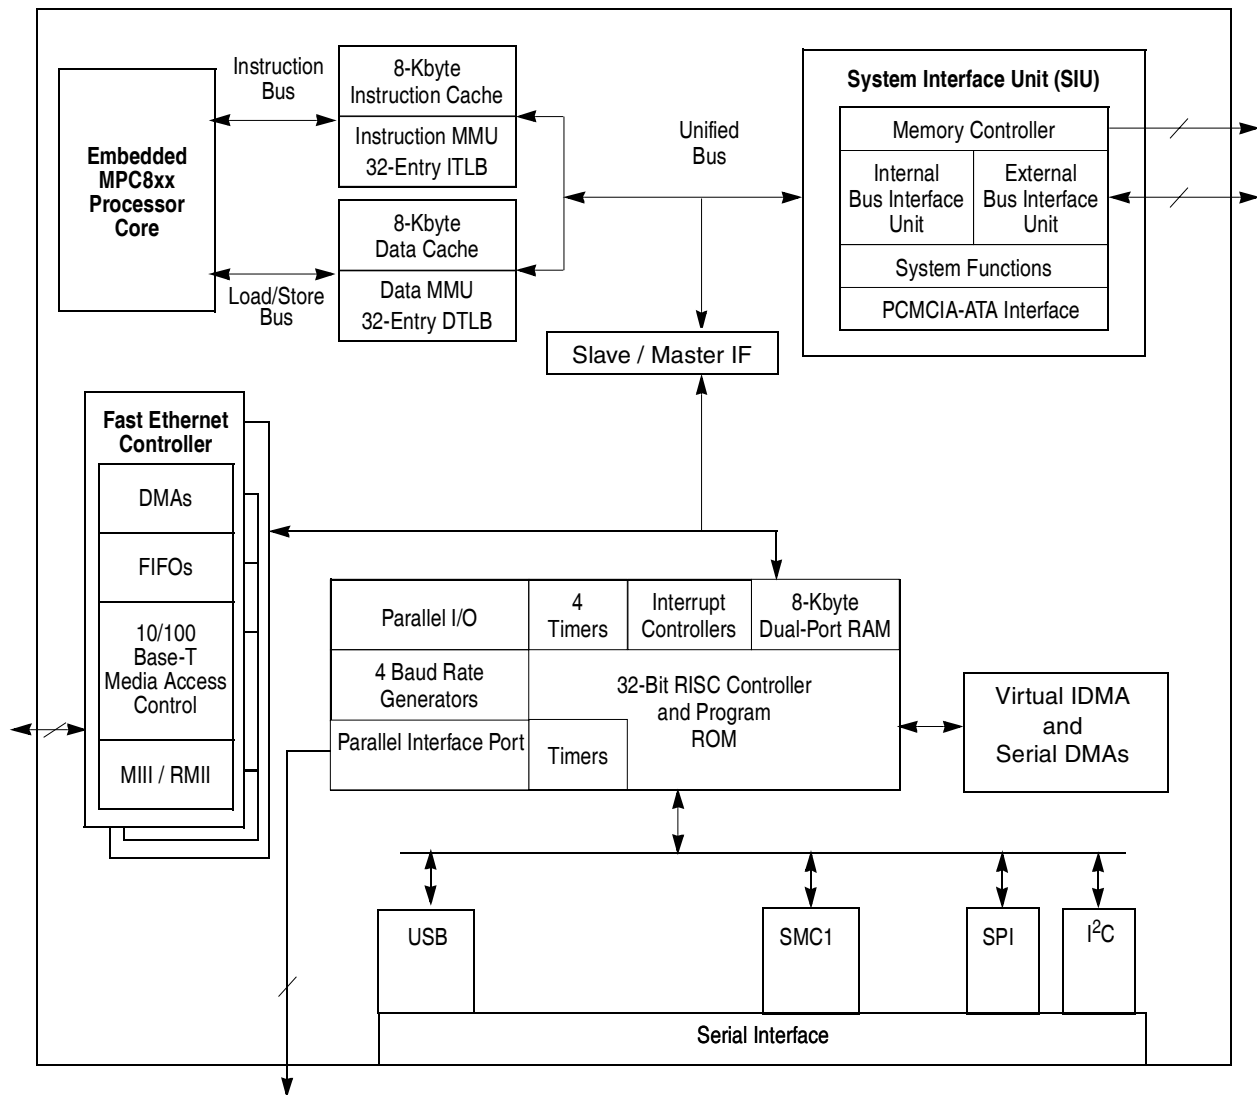 Instruction
Bus
8-Kbyte
Instruction Cache
Instruction MMU
32-Entry ITLB
Embedded
MPC8xx
Processor
Core
8-Kbyte
Data Cache
Data MMU
32-Entry DTLB
Load/Store
Bus
Unified
Bus
System Interface Unit (SIU)
Memory Controller
Internal
Bus Interface
Unit
External
Bus Interface
Unit
System Functions
PCMCIA-ATA Interface
Slave / Master IF
Fast Ethernet
Controller
DMAs
FIFOs
10/100
Base-T
Media Access
Control
MIII / RMII
Parallel I/O
4
Timers
Interrupt
Controllers
8-Kbyte
Dual-Port RAM
4 Baud Rate
Generators
32-Bit RISC Controller
and Program
ROM
Parallel Interface Port
Timers
Virtual IDMA
and
Serial DMAs
USB
SMC1
SPI
I²C
Serial Interface